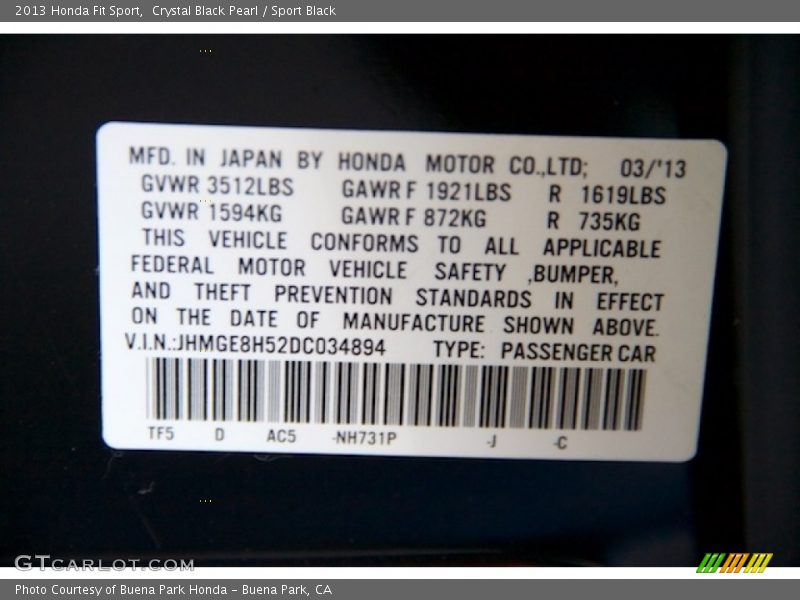 2013 Honda Fit Sport,  Crystal Black Pearl / Sport Black
MFD. IN JAPAN BY HONDA MOTOR CO.,LTD; 03/'13
GVWR 3512LBS GAWR F 1921LBS R 1619LBS
GVWR 1594KG GAWR F 872KG R 735KG
THIS VEHICLE CONFORMS TO ALL APPLICABLE
FEDERAL MOTOR VEHICLE SAFETY ,BUMPER,
AND THEFT PREVENTION STANDARDS IN EFFECT
ON THE DATE OF MANUFACTURE SHOWN ABOVE.
V.I.N.:JHMGE8H52DC034894 TYPE: PASSENGER CAR
TF5 D AC5 -NH731P -J -C
GTCARLOT.COM
Photo Courtesy of Buena Park Honda – Buena Park, CA